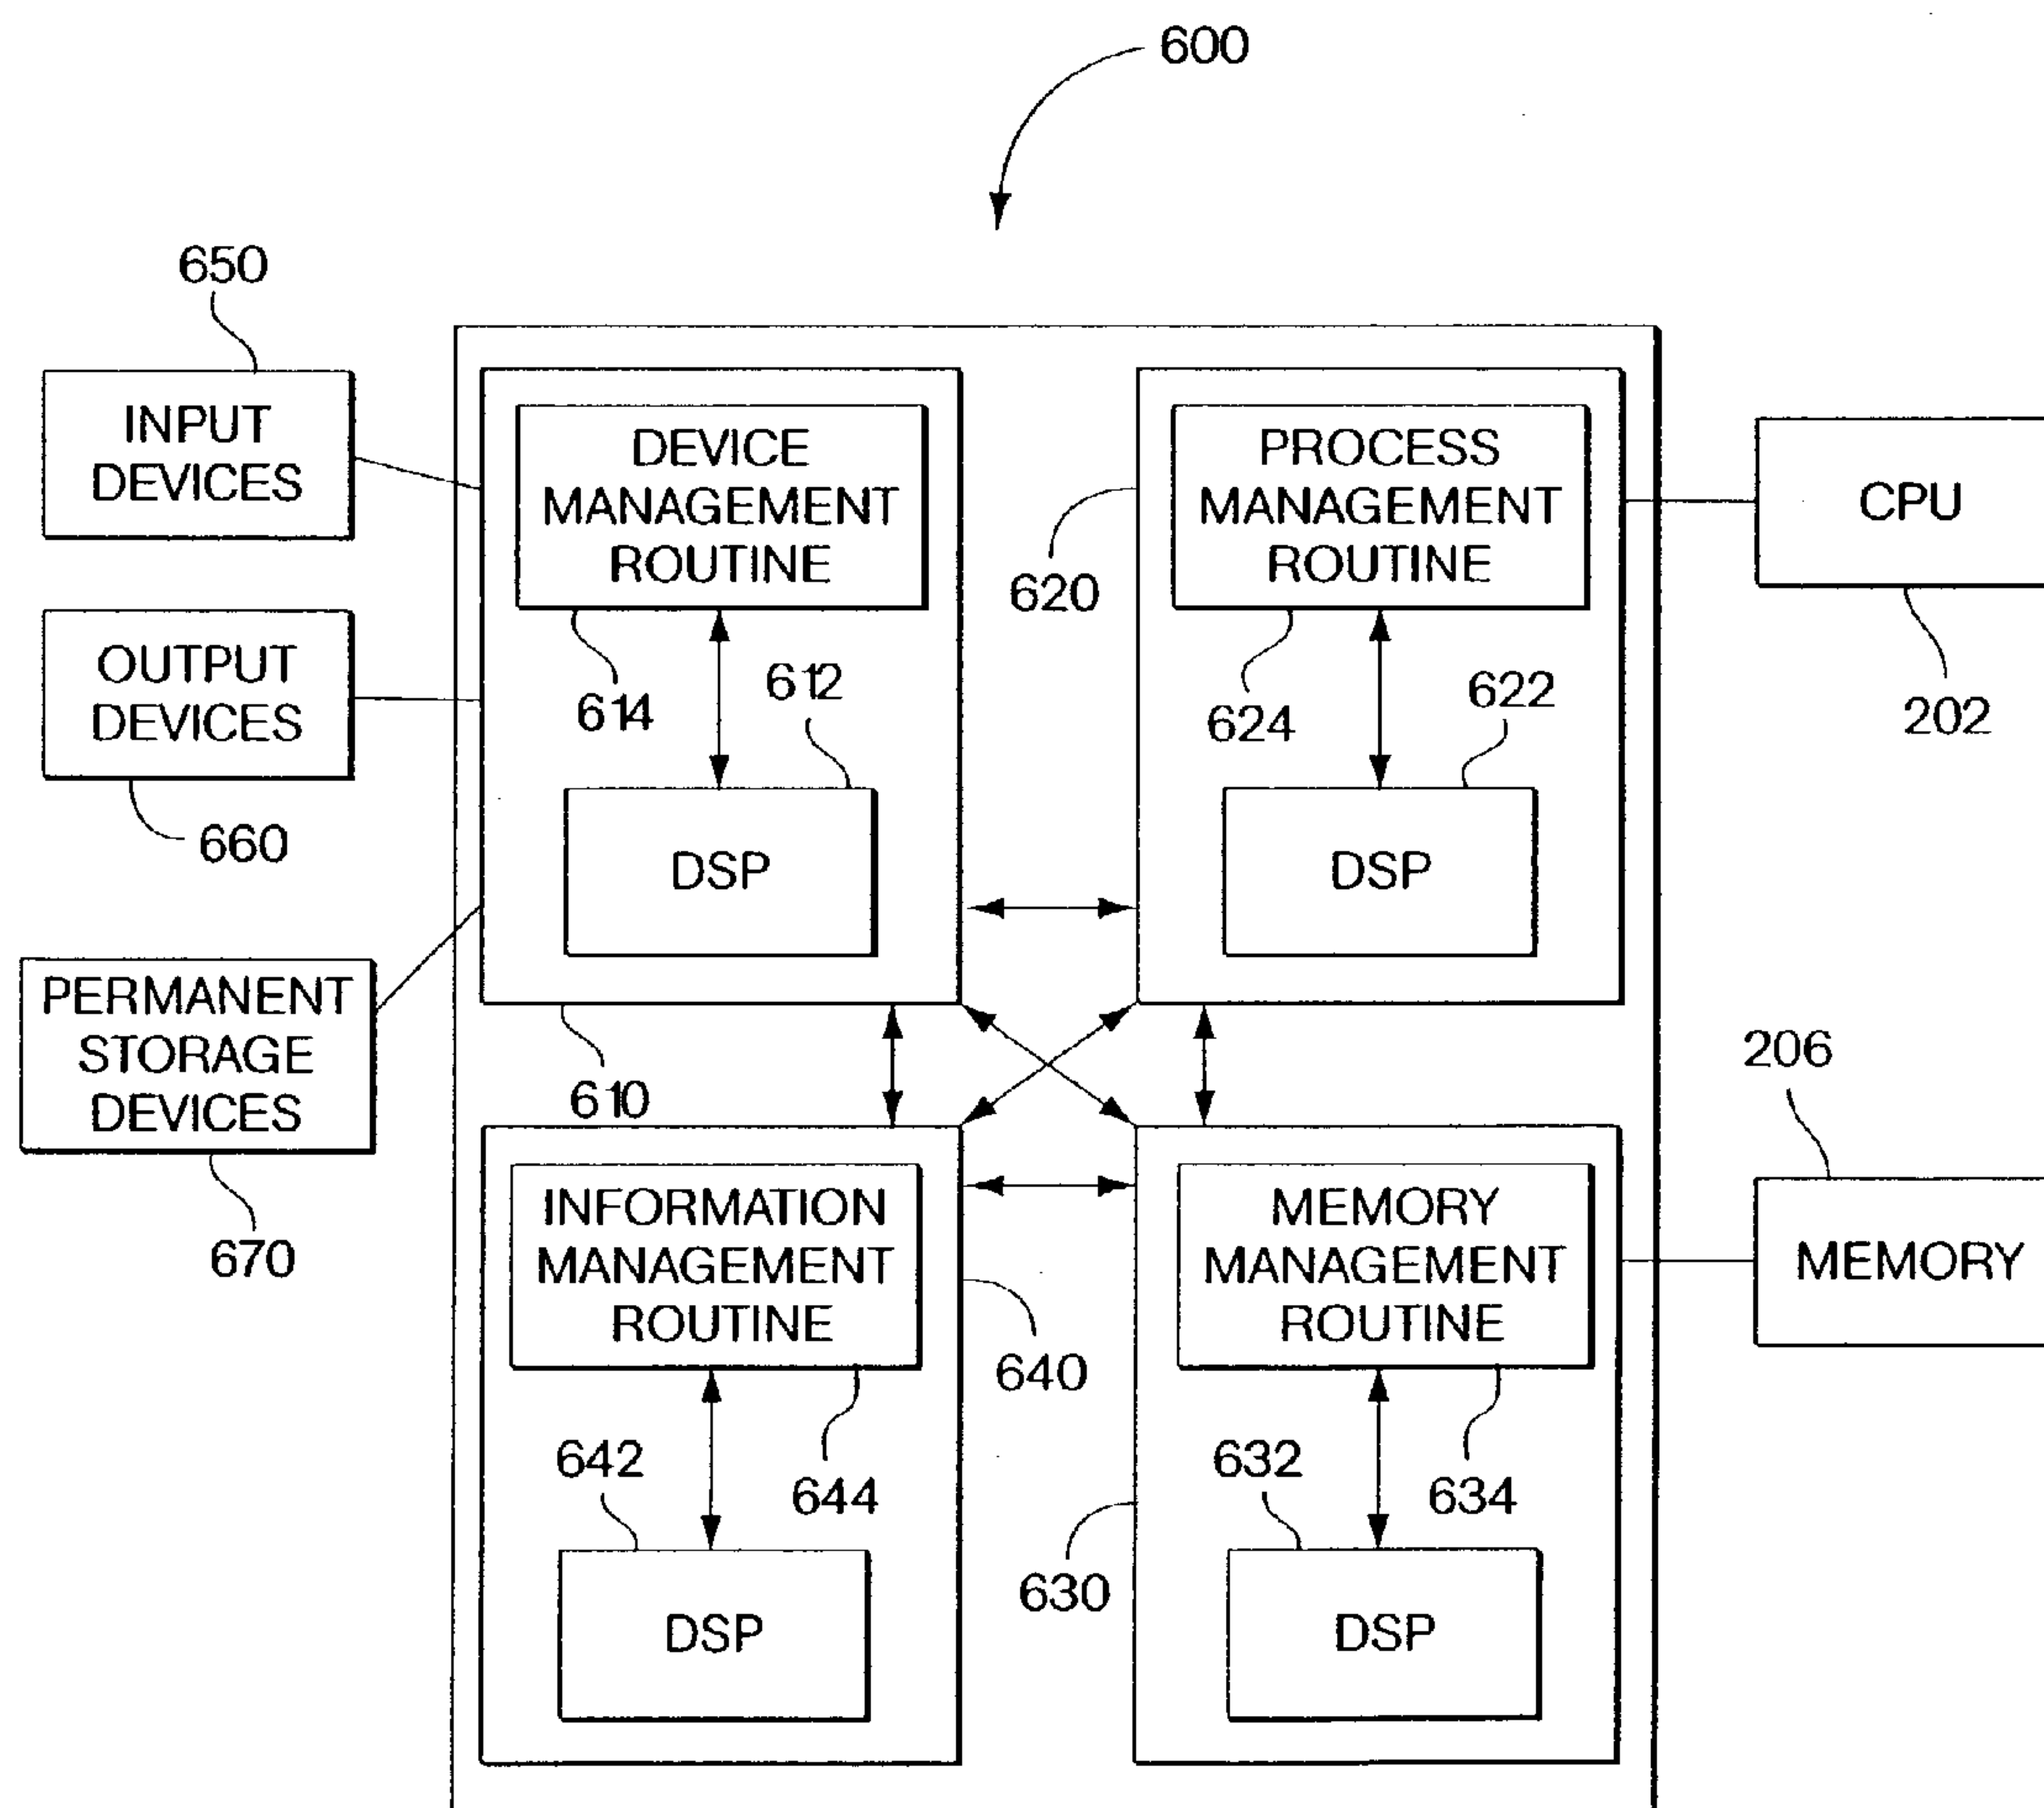 600
650
INPUT
DEVICES
OUTPUT
DEVICES
660
PERMANENT
STORAGE
DEVICES
670
DEVICE
MANAGEMENT
ROUTINE
614
612
DSP
610
PROCESS
MANAGEMENT
ROUTINE
620
624
622
DSP
CPU
202
INFORMATION
MANAGEMENT
ROUTINE
640
642
644
DSP
MEMORY
MANAGEMENT
ROUTINE
630
632
634
DSP
206
MEMORY